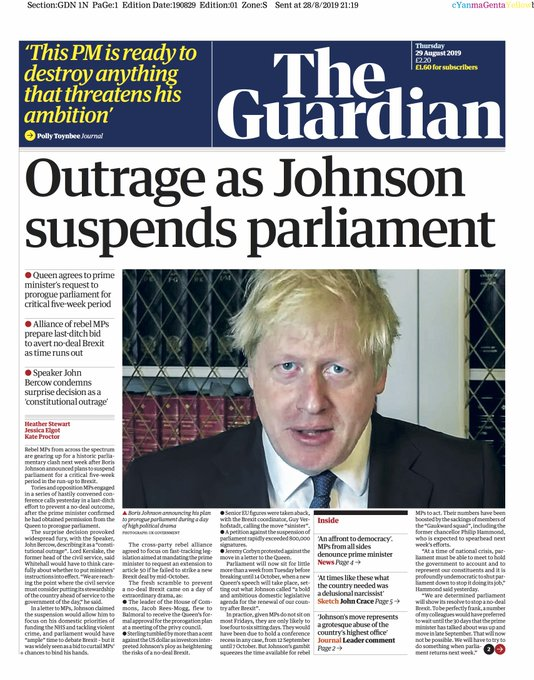 Section:GDN 1N PaGe:1 Edition Date:190829 Edition:01 Zone:S Sent at 28/8/2019 21:19
cYanmaGentaYellow
‘This PM is ready to
destroy anything
that threatens his
ambition’
Polly Toynbee Journal
The
Guardian
Thursday
29 August 2019
£2.20
£1.60 for subscribers
Outrage as Johnson
suspends parliament
Queen agrees to prime
minister’s request to
prorogue parliament for
critical five-week period
Alliance of rebel MPs
prepare last-ditch bid
to avert no-deal Brexit
as time runs out
Speaker John
Bercow condemns
surprise decision as a
‘constitutional outrage’
Heather Stewart
Jessica Elgot
Kate Proctor
Rebel MPs from across the spectrum
are gearing up for a historic parlia-
mentary clash next week after Boris
Johnson announced plans to suspend
parliament for a critical five-week
period in the run-up to Brexit.
Tories and opposition MPs engaged
in a series of hastily convened con-
ference calls yesterday in a last-ditch
effort to prevent a no-deal outcome,
after the prime minister confirmed
he had obtained permission from the
Queen to prorogue parliament.
The surprise decision provoked
widespread fury, with the Speaker,
John Bercow, describing it as a “consti-
tutional outrage”. Lord Kerslake, the
former head of the civil service, said
Whitehall would have to think care-
fully about whether to put ministers’
instructions into effect. “We are reach-
ing the point where the civil service
must consider putting its stewardship
of the country ahead of service to the
government of the day,” he said.
In a letter to MPs, Johnson claimed
the suspension would allow him to
focus on his domestic priorities of
funding the NHS and tackling violent
crime, and parliament would have
“ample” time to debate Brexit – but it
was widely seen as a bid to curtail MPs’
chances to bind his hands.
▲ Boris Johnson announcing his plan
to prorogue parliament during a day
of high political drama
PHOTOGRAPH: UK GOVERNMENT
The cross-party rebel alliance
agreed to focus on fast-tracking leg-
islation aimed at mandating the prime
minister to request an extension to
article 50 if he failed to strike a new
Brexit deal by mid-October.
The fresh scramble to prevent
a no-deal Brexit came on a day of
extraordinary drama, as:
● The leader of the House of Com-
mons, Jacob Rees-Mogg, flew to
Balmoral to receive the Queen’s for-
mal approval for the prorogation plan
at a meeting of the privy council.
● Sterling tumbled by more than a cent
against the US dollar as investors inter-
preted Johnson’s ploy as heightening
the risks of a no-deal Brexit.
● Senior EU figures were taken aback,
with the Brexit coordinator, Guy Ver-
hofstadt, calling the move “sinister”.
● A petition against the suspension of
parliament rapidly exceeded 800,000
signatures.
● Jeremy Corbyn protested against the
move in a letter to the Queen.
Parliament will now sit for little
more than a week from Tuesday before
breaking until 14 October, when a new
Queen’s speech will take place, set-
ting out what Johnson called “a bold
and ambitious domestic legislative
agenda for the renewal of our coun-
try after Brexit”.
In practice, given MPs do not sit on
most Fridays, they are only likely to
lose four to six sitting days. They would
have been due to hold a conference
recess in any case, from 12 September
until 7 October. But Johnson’s gambit
squeezes the time available for rebel
Inside
‘An affront to democracy’.
MPs from all sides
denounce prime minister
News Page 4
‘At times like these what
the country needed was
a delusional narcissist’
Sketch John Crace Page 5
‘Johnson’s move represents
a grotesque abuse of the
country’s highest office’
Journal Leader comment
Page 2
MPs to act. Their numbers have been
boosted by the sackings of members of
the “Gaukward squad”, including the
former chancellor Philip Hammond,
who is expected to spearhead next
week’s efforts.
“At a time of national crisis, par-
liament must be able to meet to hold
the government to account and to
represent our constituents and it is
profoundly undemocratic to shut par-
liament down to stop it doing its job,”
Hammond said yesterday.
“We are determined parliament
will show its resolve to stop a no-deal
Brexit. To be perfectly frank, a number
of my colleagues would have preferred
to wait until the 30 days that the prime
minister has talked about was up and
move in late September. That will now
not be possible. We will have to try to
do something when parlia-
ment returns next week,”
2